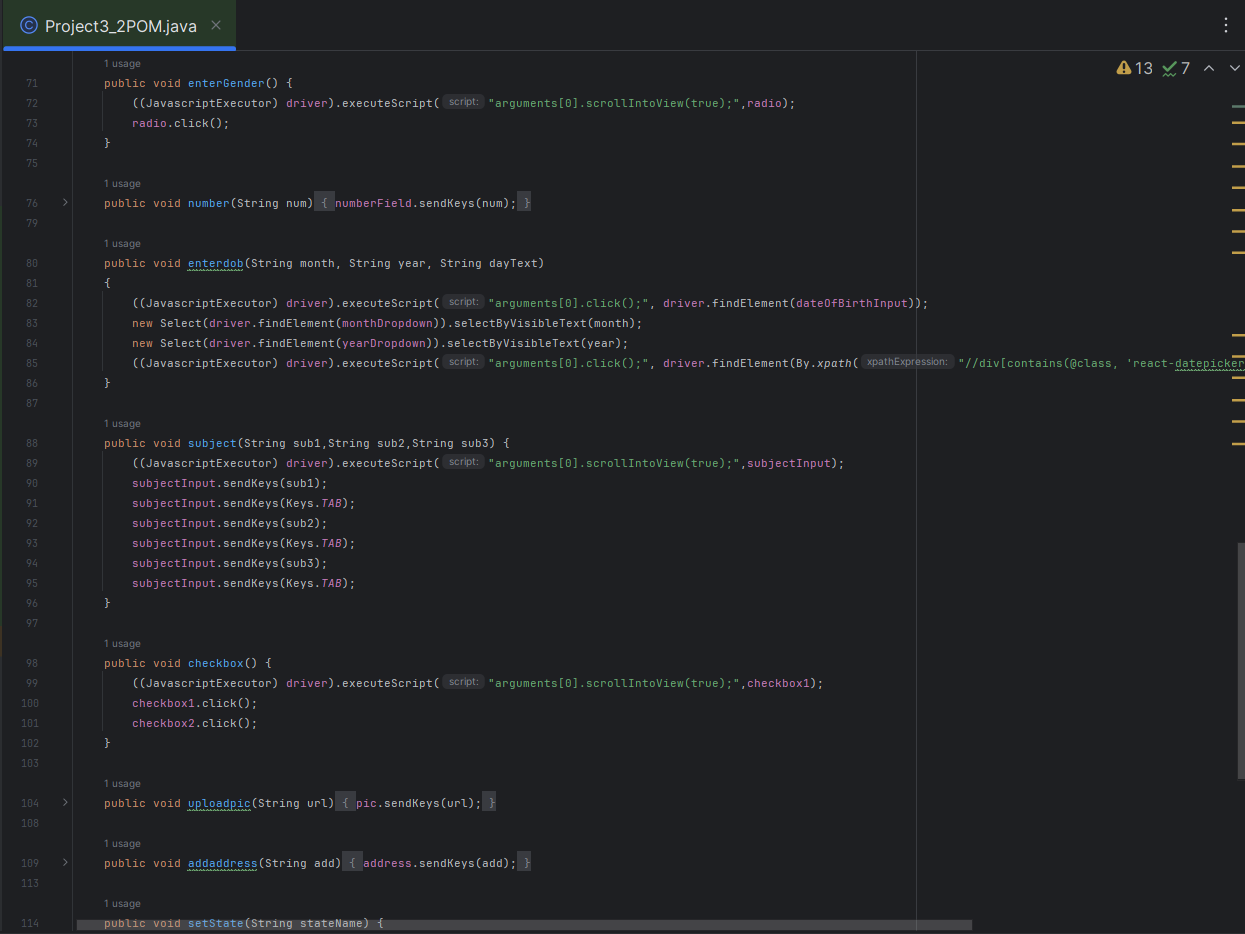 Project3_2POM.java
13 7
1 usage
71 public void enterGender() {
72 ((JavascriptExecutor) driver).executeScript( script: "arguments[0].scrollIntoView(true);",radio);
73 radio.click();
74 }
75
1 usage
76 public void number(String num) { numberField.sendKeys(num); }
79
1 usage
80 public void enterdob(String month, String year, String dayText)
81 {
82 ((JavascriptExecutor) driver).executeScript( script: "arguments[0].click();", driver.findElement(dateOfBirthInput));
83 new Select(driver.findElement(monthDropdown)).selectByVisibleText(month);
84 new Select(driver.findElement(yearDropdown)).selectByVisibleText(year);
85 ((JavascriptExecutor) driver).executeScript( script: "arguments[0].click();", driver.findElement(By.xpath( xpathExpression: "//div[contains(@class, 'react-datepicker
86 }
87
1 usage
88 public void subject(String sub1,String sub2,String sub3) {
89 ((JavascriptExecutor) driver).executeScript( script: "arguments[0].scrollIntoView(true);",subjectInput);
90 subjectInput.sendKeys(sub1);
91 subjectInput.sendKeys(Keys.TAB);
92 subjectInput.sendKeys(sub2);
93 subjectInput.sendKeys(Keys.TAB);
94 subjectInput.sendKeys(sub3);
95 subjectInput.sendKeys(Keys.TAB);
96 }
97
1 usage
98 public void checkbox() {
99 ((JavascriptExecutor) driver).executeScript( script: "arguments[0].scrollIntoView(true);",checkbox1);
100 checkbox1.click();
101 checkbox2.click();
102 }
103
1 usage
104 public void uploadpic(String url) { pic.sendKeys(url); }
108
1 usage
109 public void addaddress(String add) { address.sendKeys(add); }
113
1 usage
114 public void setState(String stateName) {